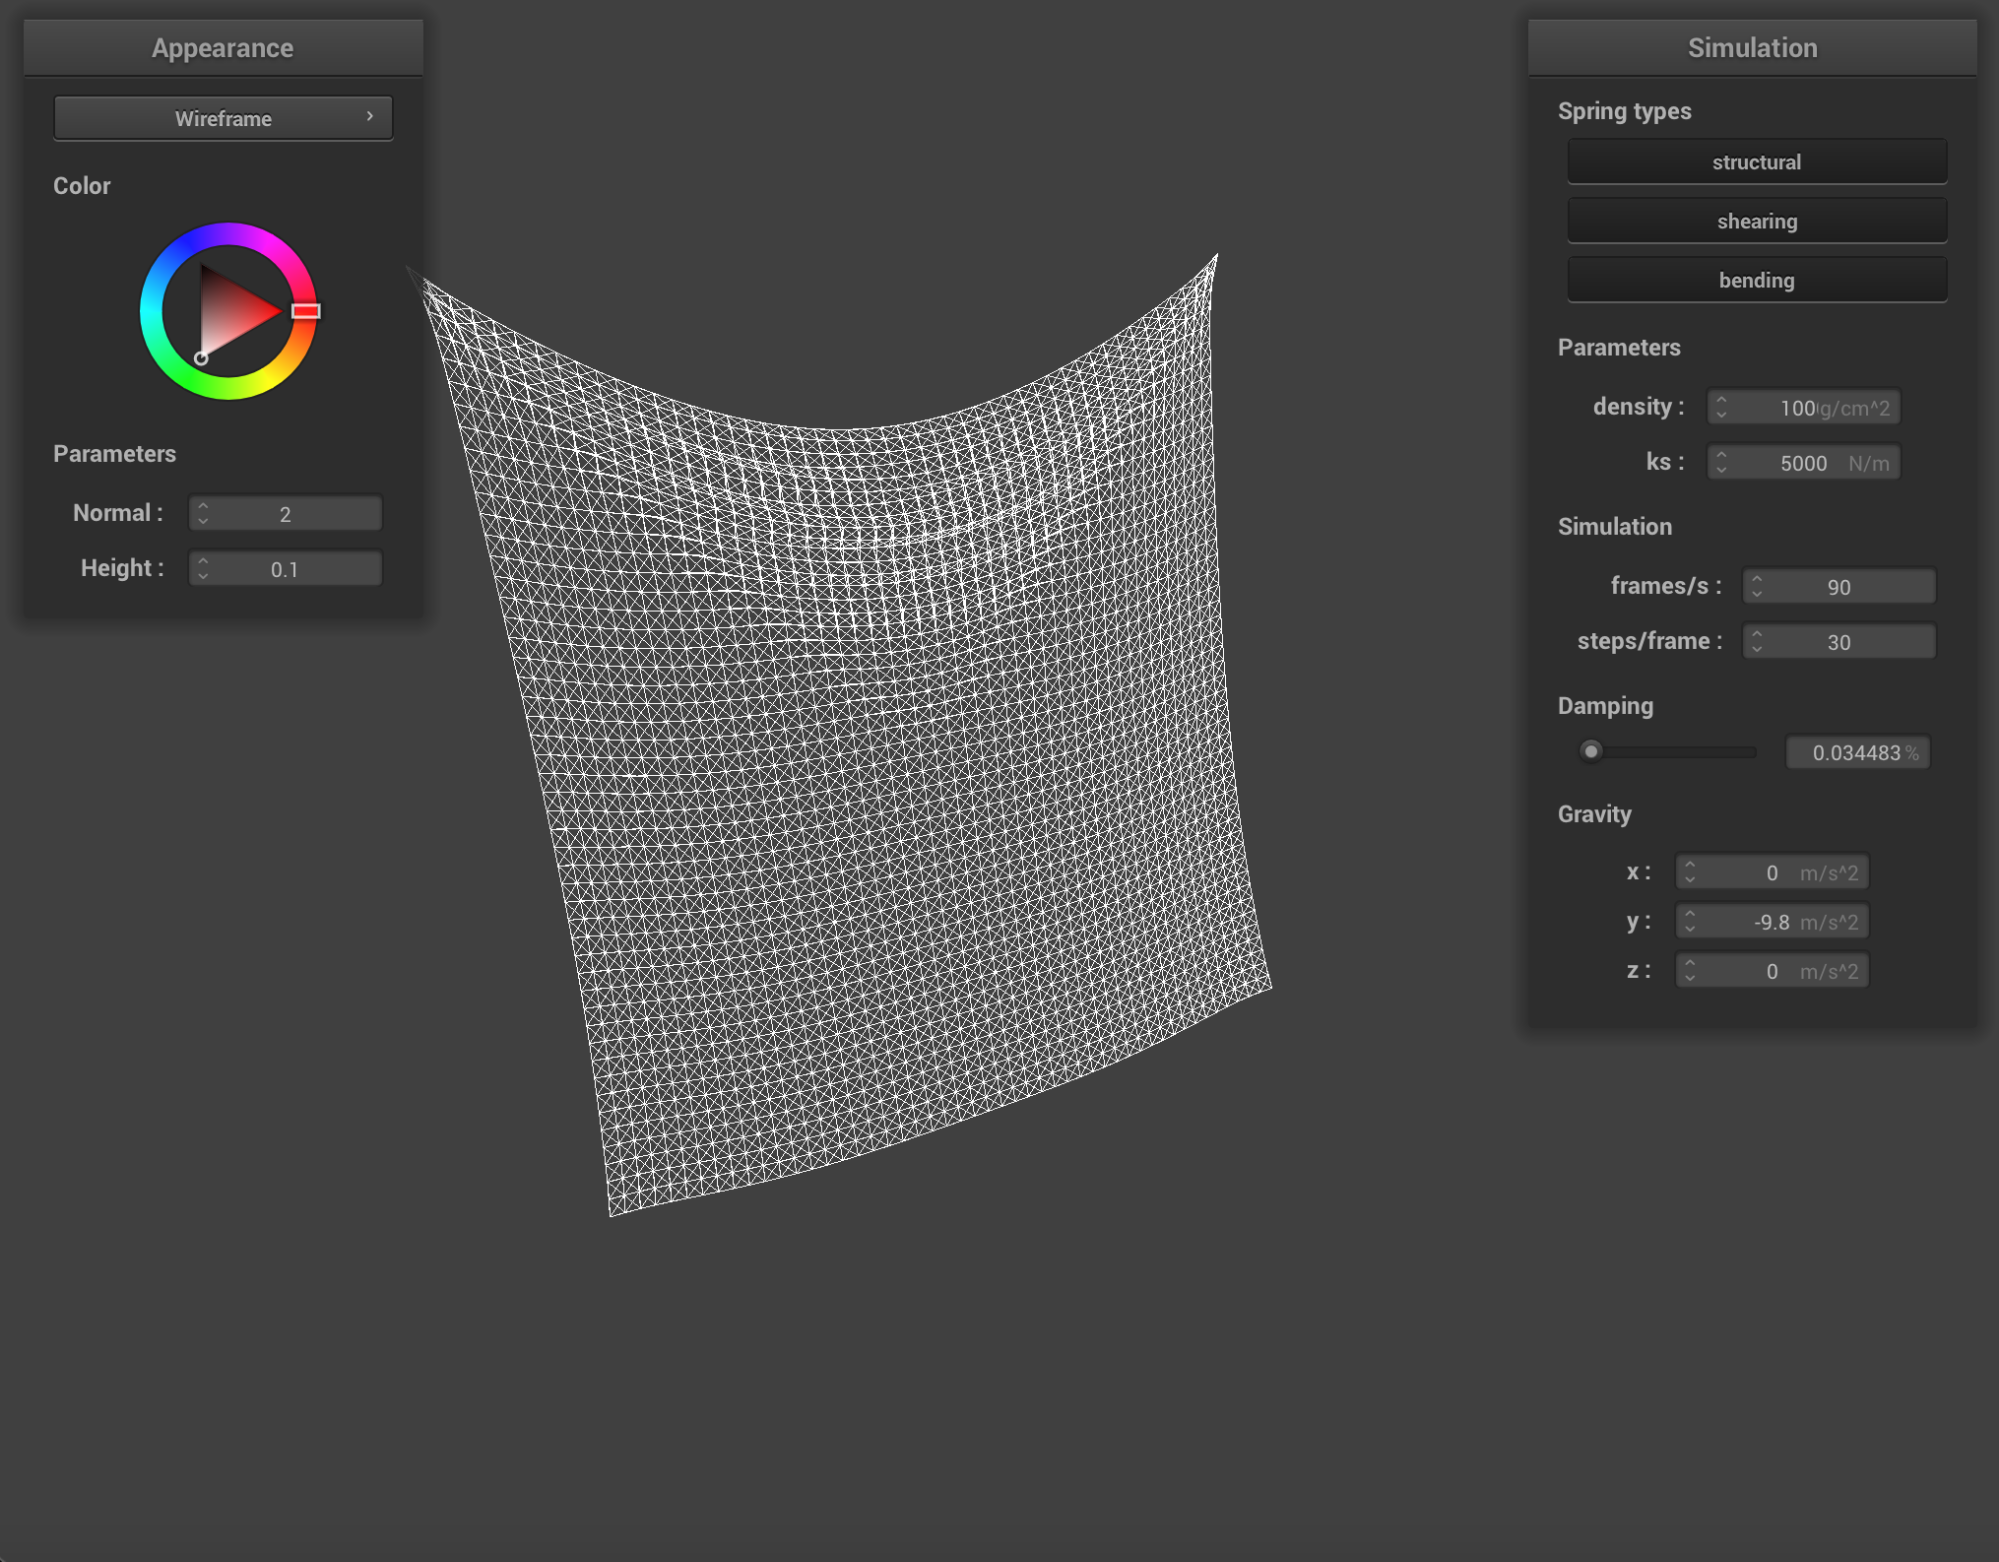 Appearance
Wireframe
Color
Parameters
Normal : 2
Height : 0.1
Simulation
Spring types
structural
shearing
bending
Parameters
density : 100 g/cm^2
ks : 5000 N/m
Simulation
frames/s : 90
steps/frame : 30
Damping
0.034483 %
Gravity
x : 0 m/s^2
y : -9.8 m/s^2
z : 0 m/s^2